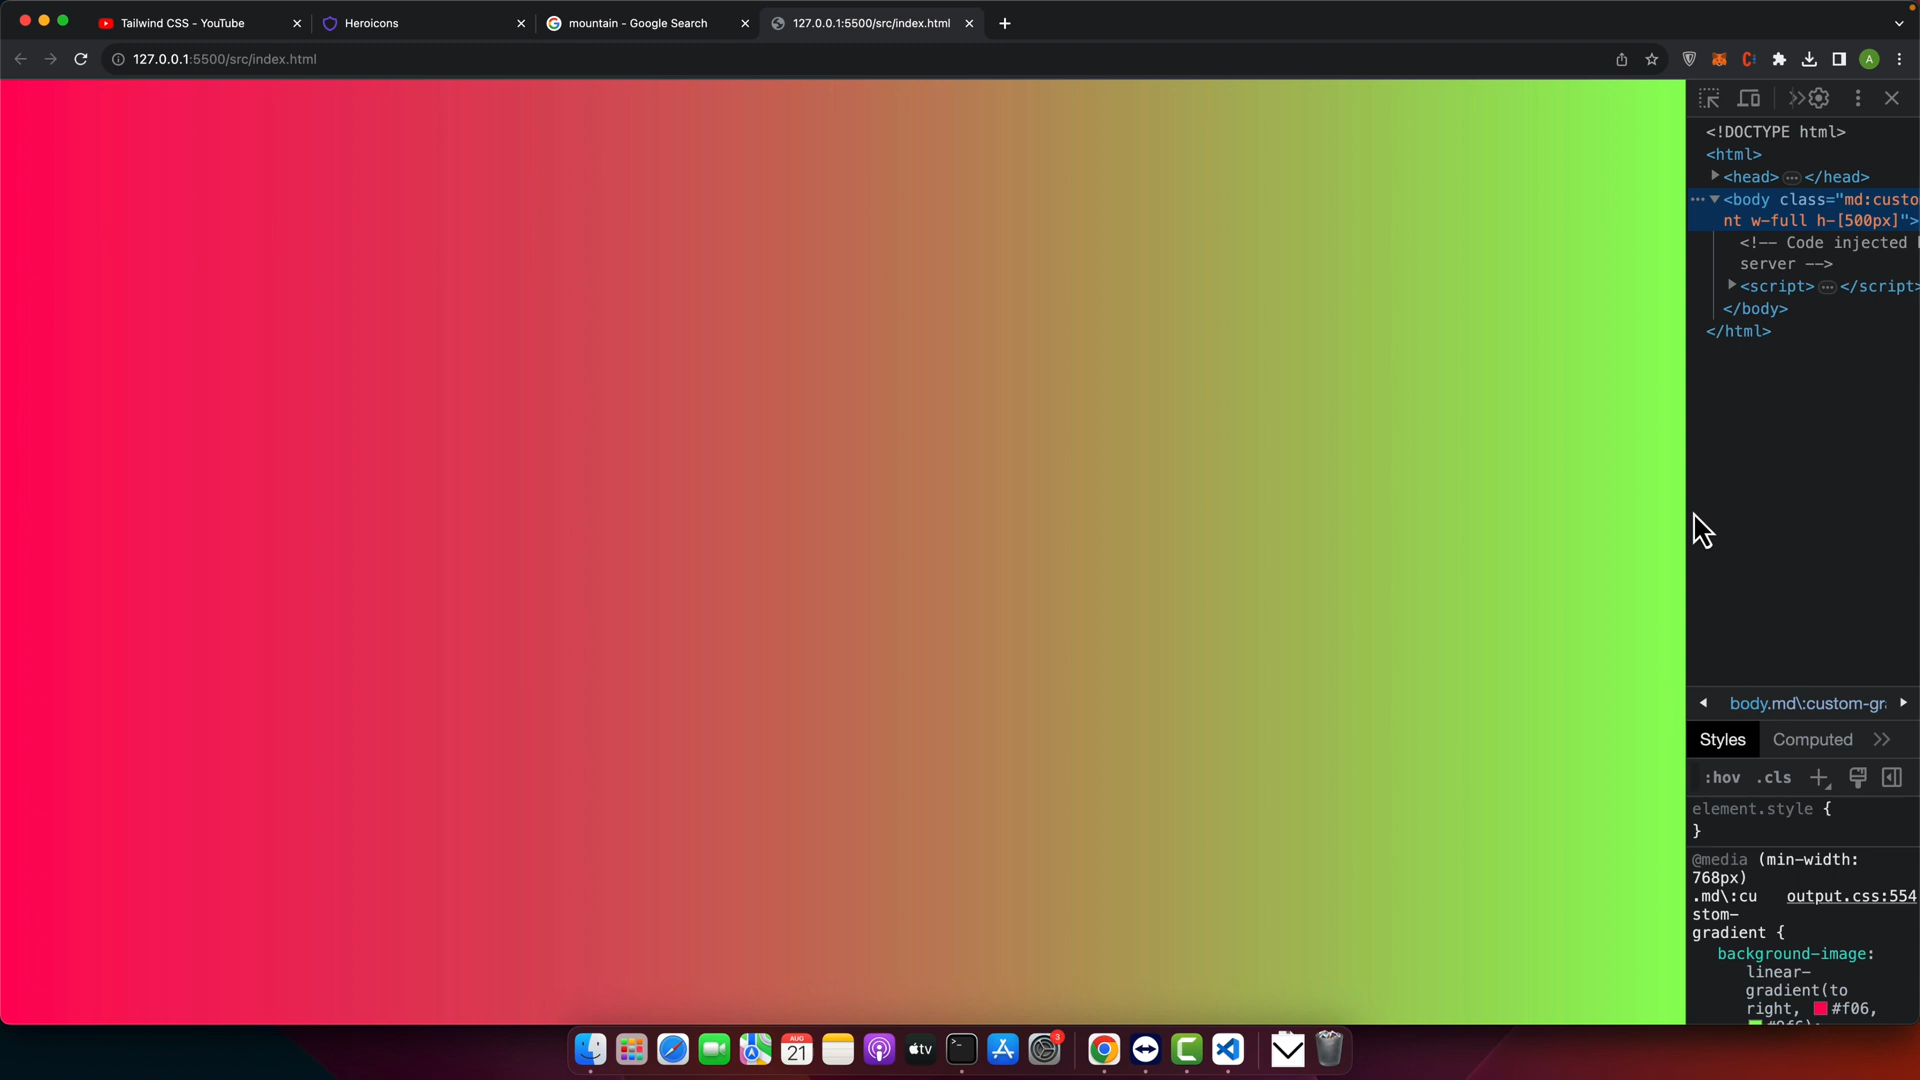 Tailwind CSS - YouTube
Heroicons
mountain - Google Search
127.0.0.1:5500/src/index.html
127.0.0.1:5500/src/index.html
A
<!DOCTYPE html>
<html>
<head> ... </head>
<body class="md:custo
nt w-full h-[500px]">
<!-- Code injected
server -->
<script> ... </script>
</body>
</html>
body.md\:custom-gr
Styles
Computed
:hov
.cls
element.style {
}
@media (min-width:
768px)
.md\:cu output.css:554
stom-
gradient {
background-image:
linear-
gradient(to
right, #f06,
AUG
21
tv
3